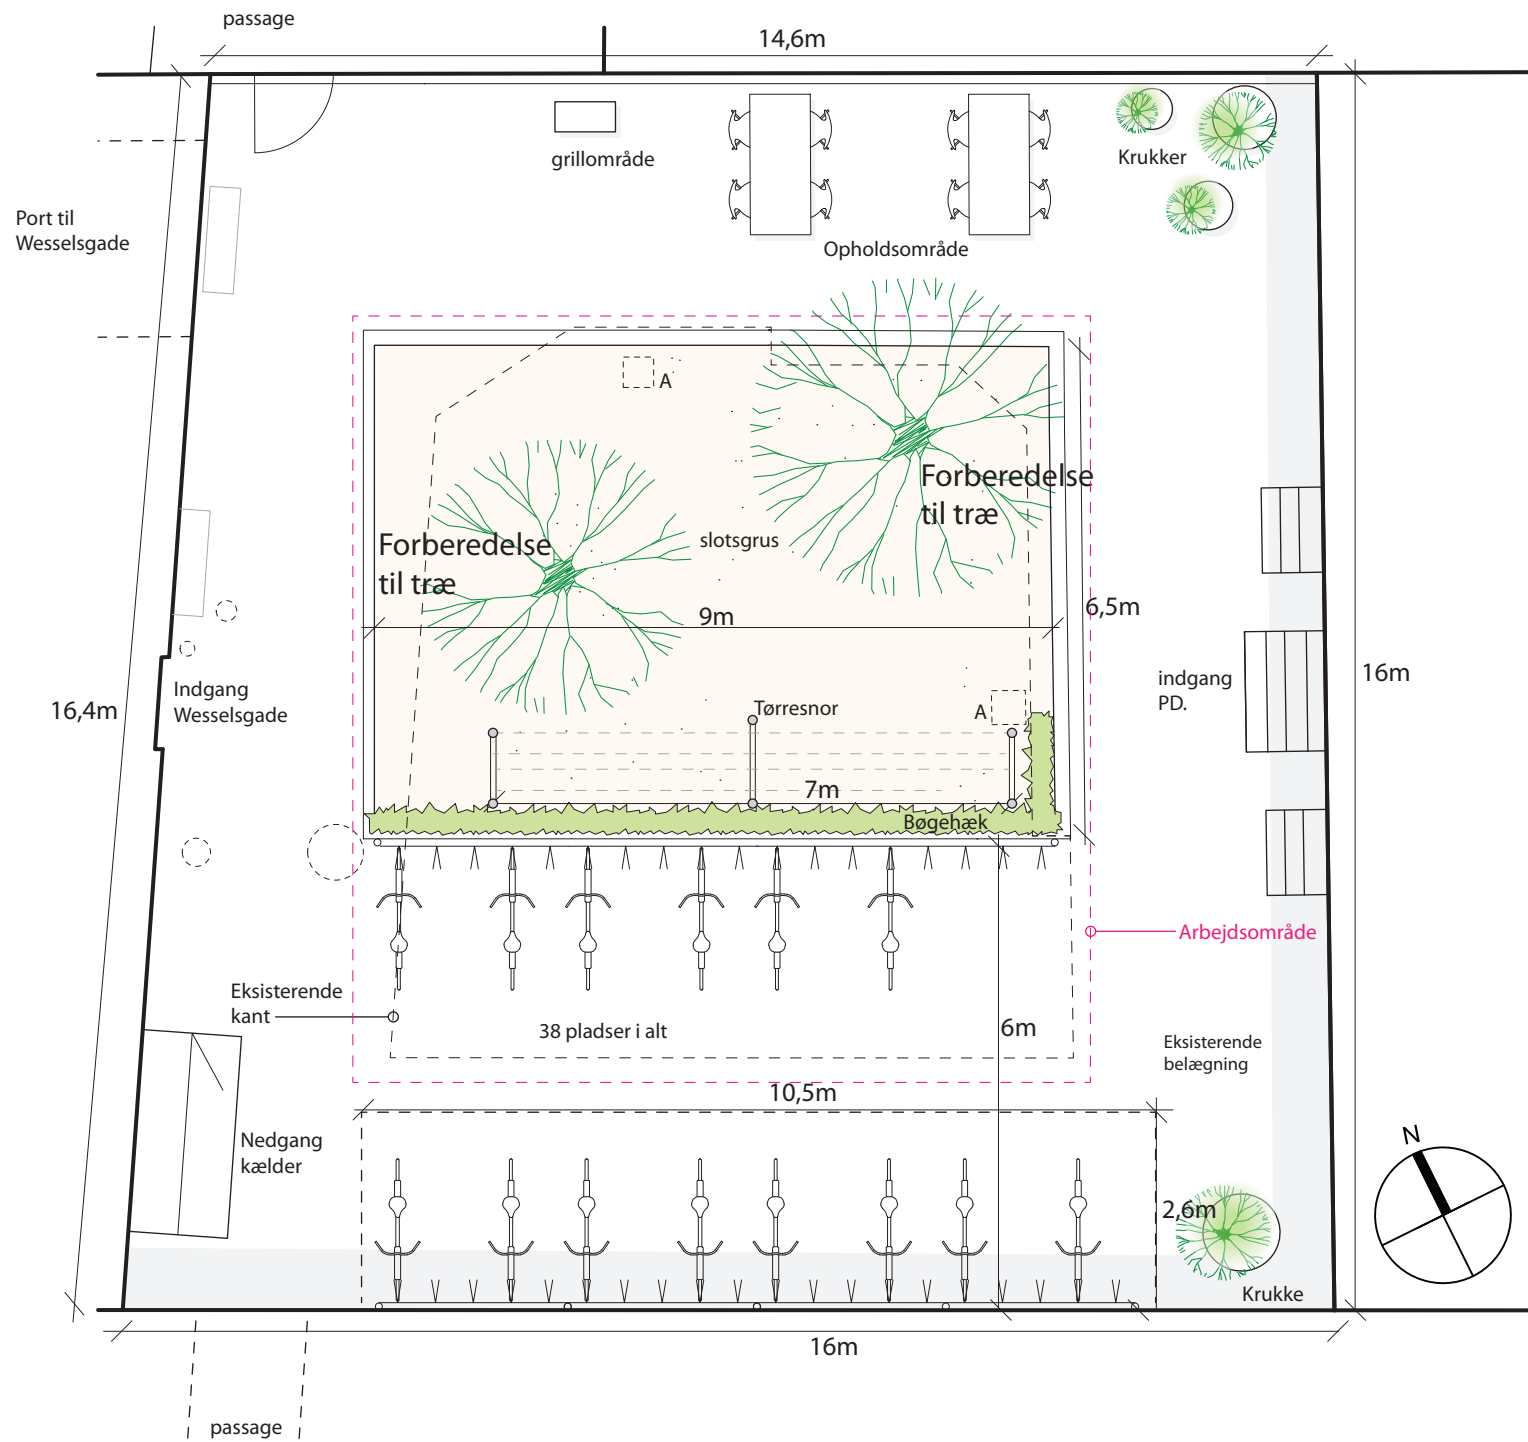 passage
14,6m
grillområde
Krukker
Port til
Wesselsgade
Opholdsområde
A
Forberedelse
til træ
Forberedelse
til træ
slotsgrus
9m
6,5m
16,4m
Indgang
Wesselsgade
indgang
PD.
16m
A
Tørresnor
7m
Bøgehæk
Arbejdsområde
Eksisterende
kant
38 pladser i alt
6m
Eksisterende
belægning
10,5m
Nedgang
kælder
N
2,6m
Krukke
16m
passage